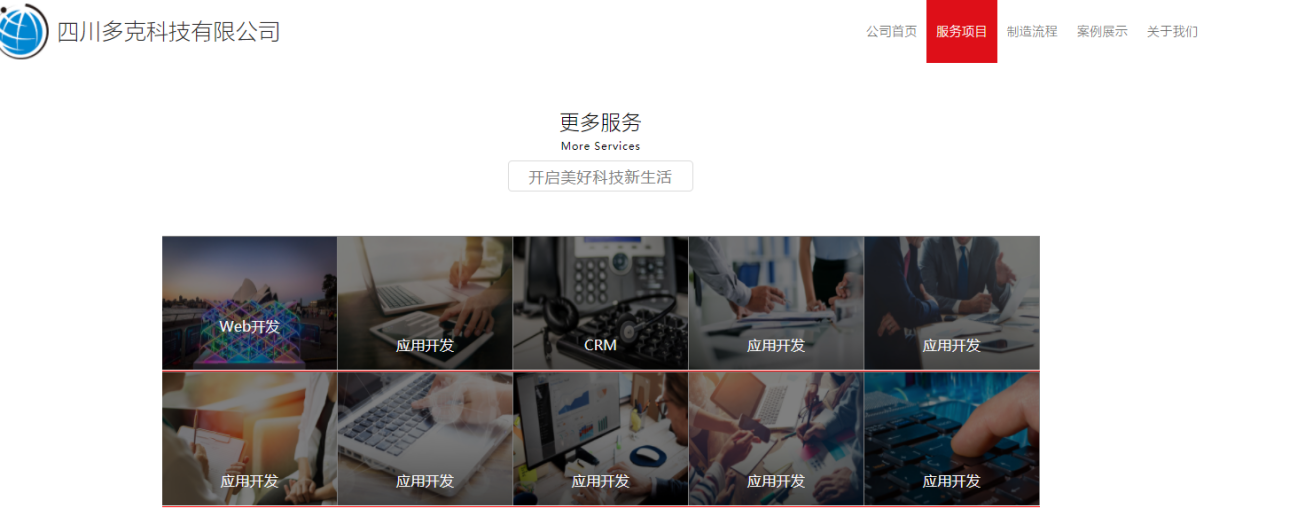 四川多克科技有限公司
公司首页 服务项目 制造流程 案例展示 关于我们
更多服务
More Services
开启美好科技新生活
Web开发 应用开发 CRM 应用开发 应用开发
应用开发 应用开发 应用开发 应用开发 应用开发